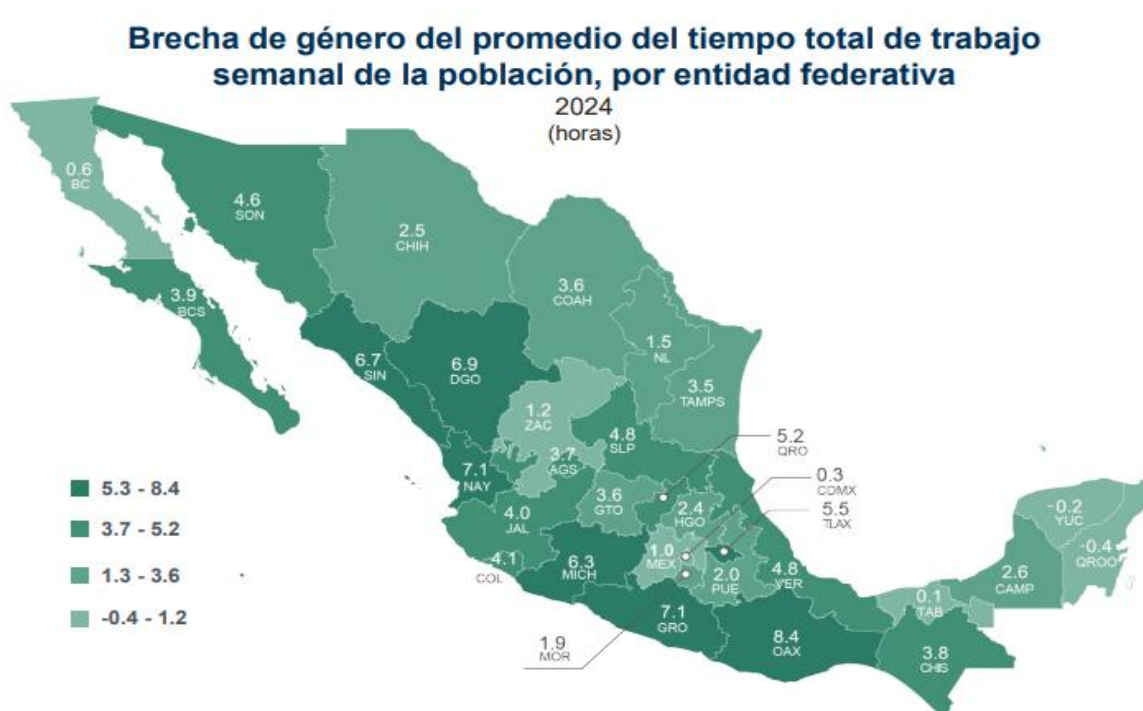 Brecha de género del promedio del tiempo total de trabajo
semanal de la población, por entidad federativa
2024
(horas)
0.6
BC
4.6
SON
2.5
CHIH
3.9
BCS
3.6
COAH
1.5
NL
6.7
SIN
6.9
DGO
3.5
TAMPS
1.2
ZAC
4.8
SLP
5.2
QRO
7.1
NAY
3.7
AGS
0.3
CDMX
3.6
GTO
2.4
HGO
5.5
TLAX
4.0
JAL
-0.2
YUC
4.1
COL
6.3
MICH
1.0
MEX
2.0
PUE
4.8
VER
-0.4
QROO
2.6
CAMP
0.1
TAB
7.1
GRO
8.4
OAX
3.8
CHIS
1.9
MOR
5.3 - 8.4
3.7 - 5.2
1.3 - 3.6
-0.4 - 1.2